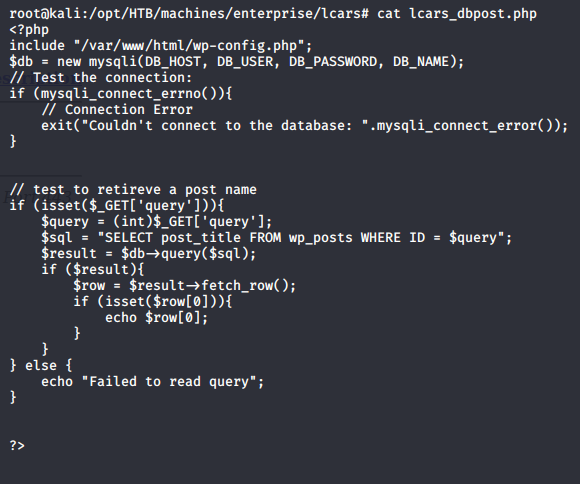 root@kali:/opt/HTB/machines/enterprise/lcars# cat lcars_dbpost.php
<?php
include "/var/www/html/wp-config.php";
$db = new mysqli(DB_HOST, DB_USER, DB_PASSWORD, DB_NAME);
// Test the connection:
if (mysqli_connect_errno()){
    // Connection Error
    exit("Couldn't connect to the database: ".mysqli_connect_error());
}
// test to retireve a post name
if (isset($_GET['query'])){
    $query = (int)$_GET['query'];
    $sql = "SELECT post_title FROM wp_posts WHERE ID = $query";
    $result = $db->query($sql);
    if ($result){
        $row = $result->fetch_row();
        if (isset($row[0])){
            echo $row[0];
        }
    }
} else {
    echo "Failed to read query";
}
?>